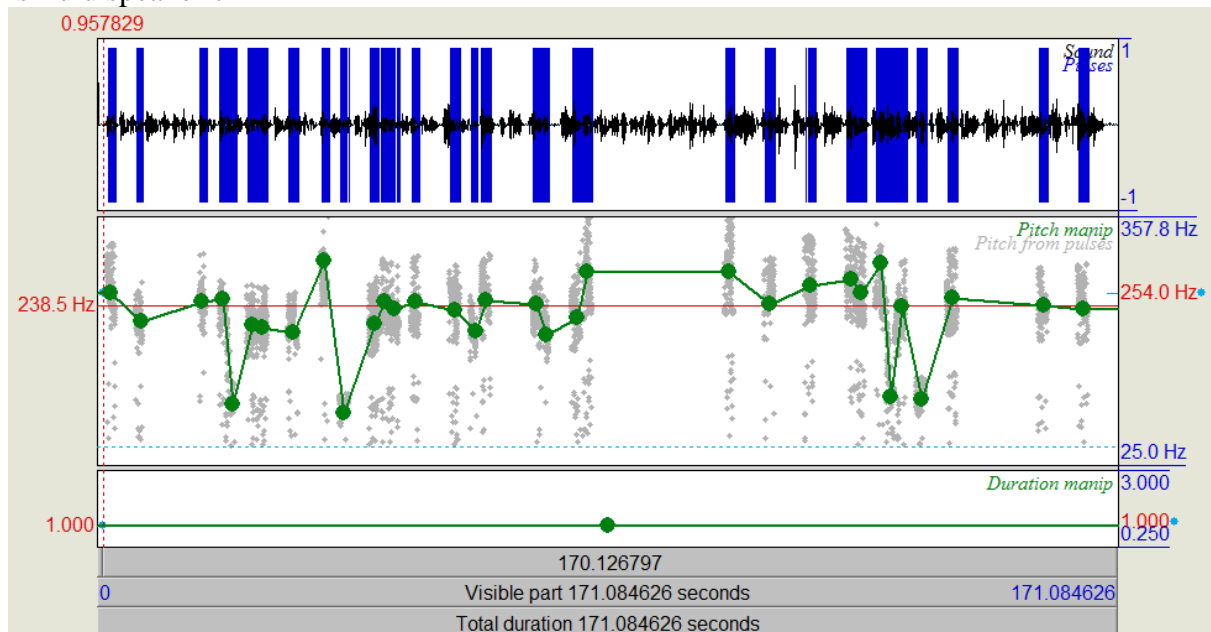 0.957829
Sound 1
Pulses
-1
Pitch manip 357.8 Hz
Pitch from pulses
238.5 Hz 254.0 Hz
25.0 Hz
Duration manip 3.000
1.000 1.000
0.250
170.126797
0 Visible part 171.084626 seconds 171.084626
Total duration 171.084626 seconds